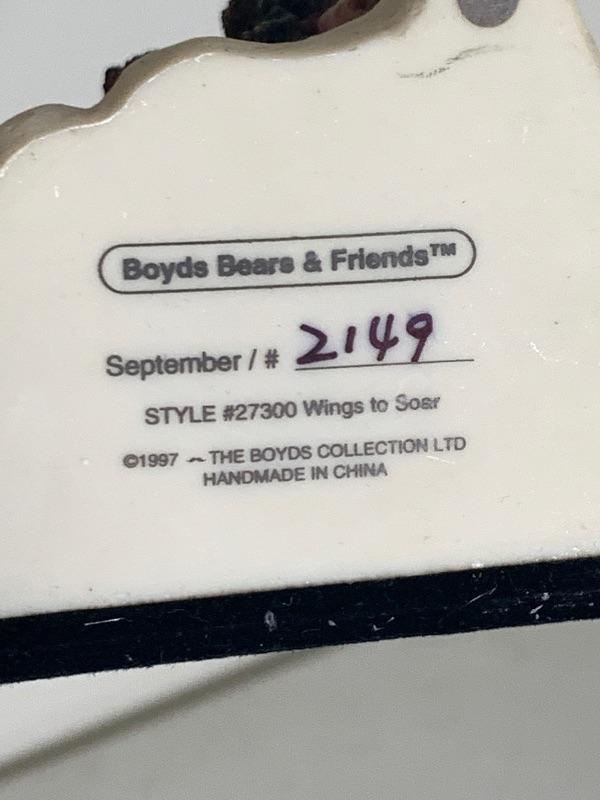 Boyds Bears & Friends™
September / # 2149
STYLE #27300 Wings to Soar
©1997 ~ THE BOYDS COLLECTION LTD
HANDMADE IN CHINA